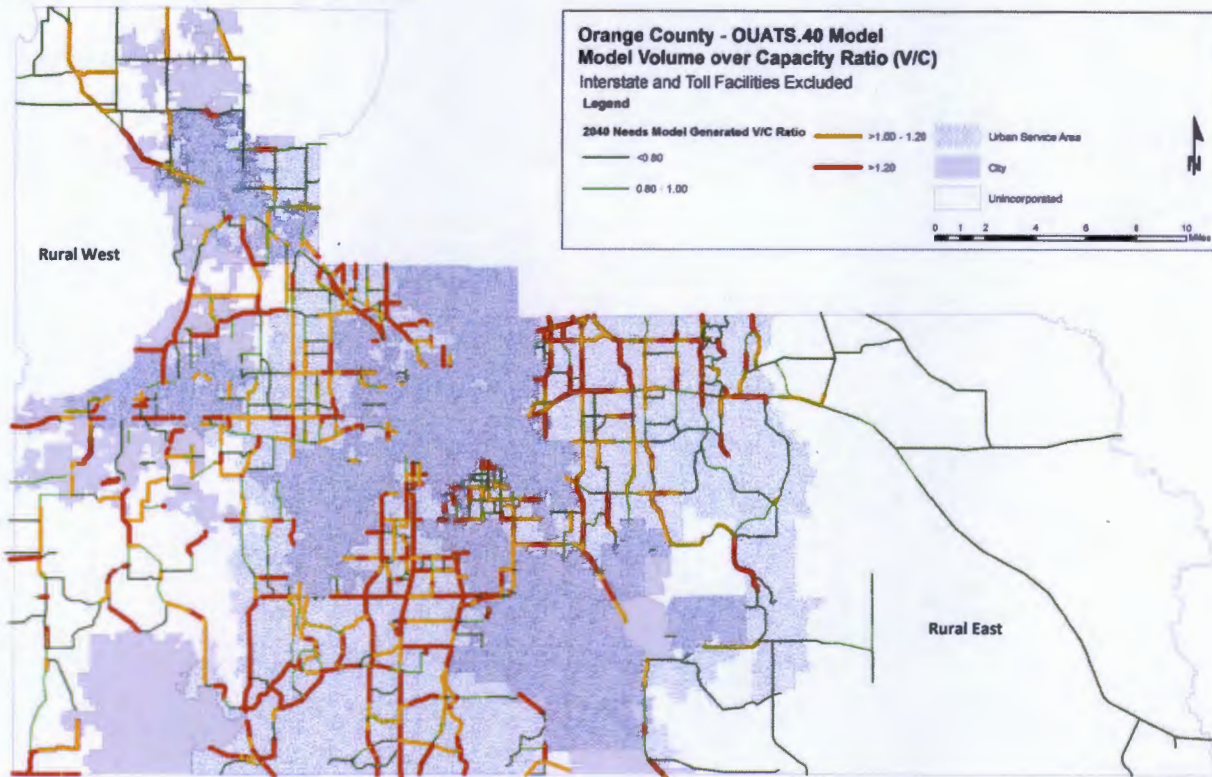 Orange County - OUATS.40 Model
Model Volume over Capacity Ratio (V/C)
Interstate and Toll Facilities Excluded
Legend
2040 Needs Model Generated V/C Ratio
<0.80
0.80 - 1.00
>1.00 - 1.20
>1.20
Urban Service Area
City
Unincorporated
N
0 1 2 4 6 8 10
Miles
Rural West
Rural East